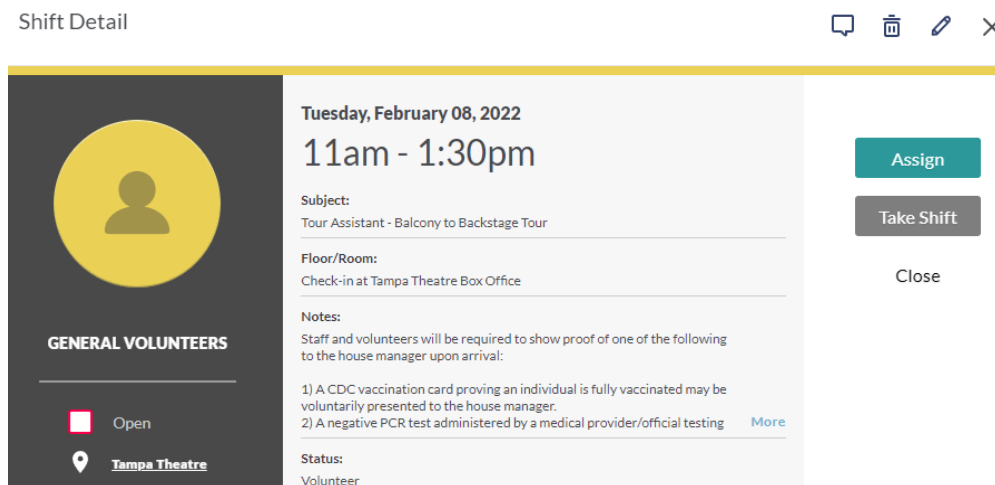 Shift Detail
GENERAL VOLUNTEERS
Open
Tampa Theatre
Tuesday, February 08, 2022
11am - 1:30pm
Subject:
Tour Assistant - Balcony to Backstage Tour
Floor/Room:
Check-in at Tampa Theatre Box Office
Notes:
Staff and volunteers will be required to show proof of one of the following
to the house manager upon arrival:
1) A CDC vaccination card proving an individual is fully vaccinated may be
voluntarily presented to the house manager.
2) A negative PCR test administered by a medical provider/official testing
More
Status:
Volunteer
Assign
Take Shift
Close